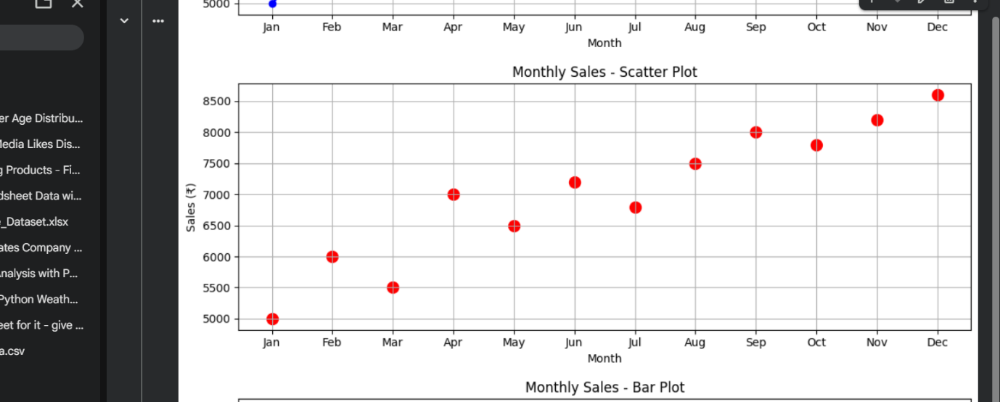 5000
Jan Feb Mar Apr May Jun Jul Aug Sep Oct Nov Dec
Month
Monthly Sales - Scatter Plot
8500
8000
7500
7000
6500
6000
5500
5000
Sales (₹)
Jan Feb Mar Apr May Jun Jul Aug Sep Oct Nov Dec
Month
Monthly Sales - Bar Plot
er Age Distribu...
Media Likes Dis...
g Products - Fi...
dsheet Data wi...
_Dataset.xlsx
ates Company ...
Analysis with P...
Python Weath...
eet for it - give ...
a.csv